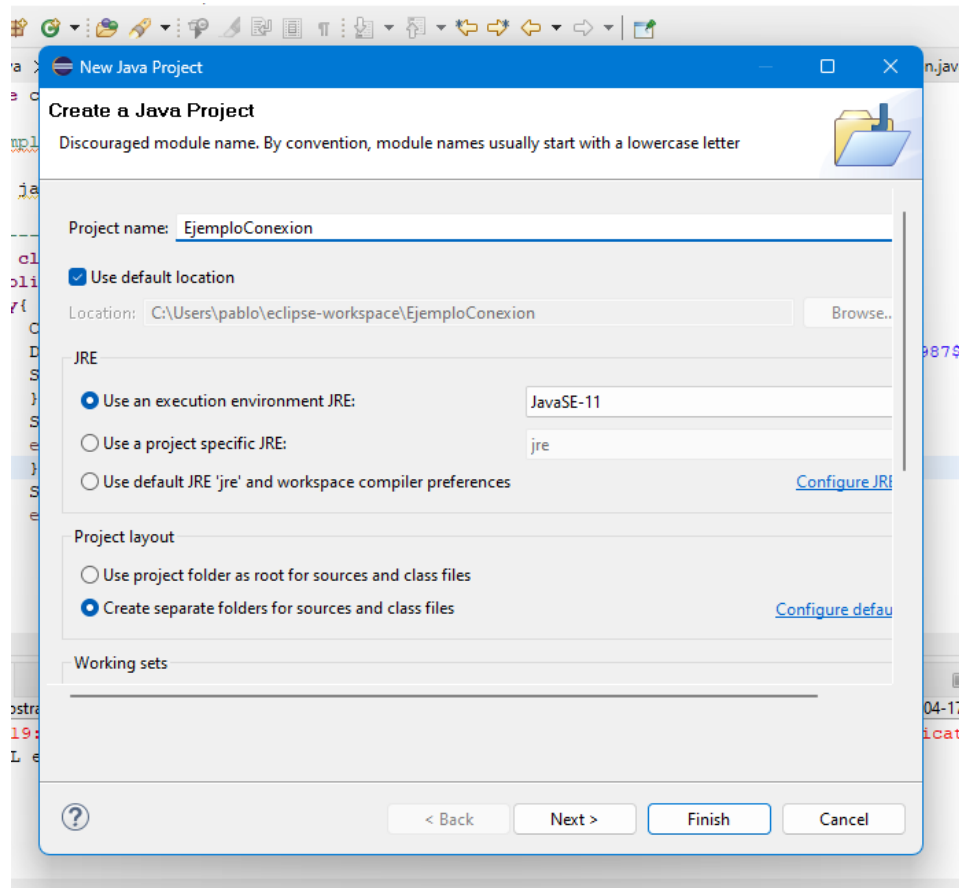 n.jav
New Java Project
Create a Java Project
Discouraged module name. By convention, module names usually start with a lowercase letter
Project name: EjemploConexion
Use default location
Location: C:\Users\pablo\eclipse-workspace\EjemploConexion Browse..
JRE
Use an execution environment JRE: JavaSE-11
Use a project specific JRE: jre
Use default JRE 'jre' and workspace compiler preferences Configure JRE
Project layout
Use project folder as root for sources and class files
Create separate folders for sources and class files Configure defau
Working sets
04-17
19:
< Back Next > Finish Cancel